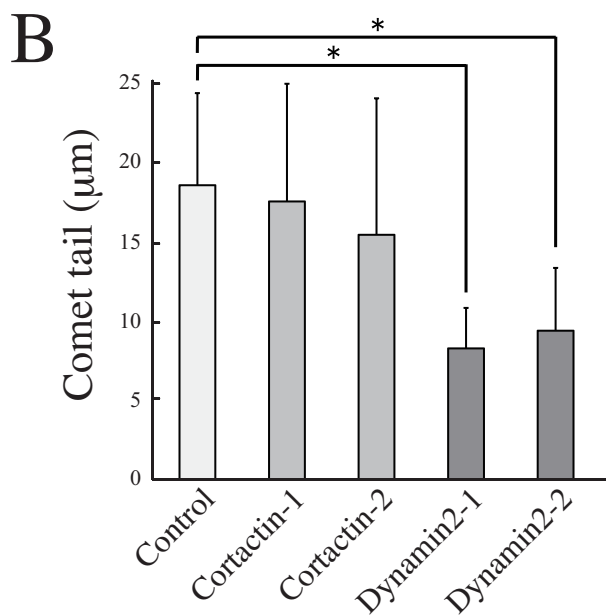 B
*
*
Comet tail (μm)
25
20
15
10
5
0
Control
Cortactin-1
Cortactin-2
Dynamin2-1
Dynamin2-2